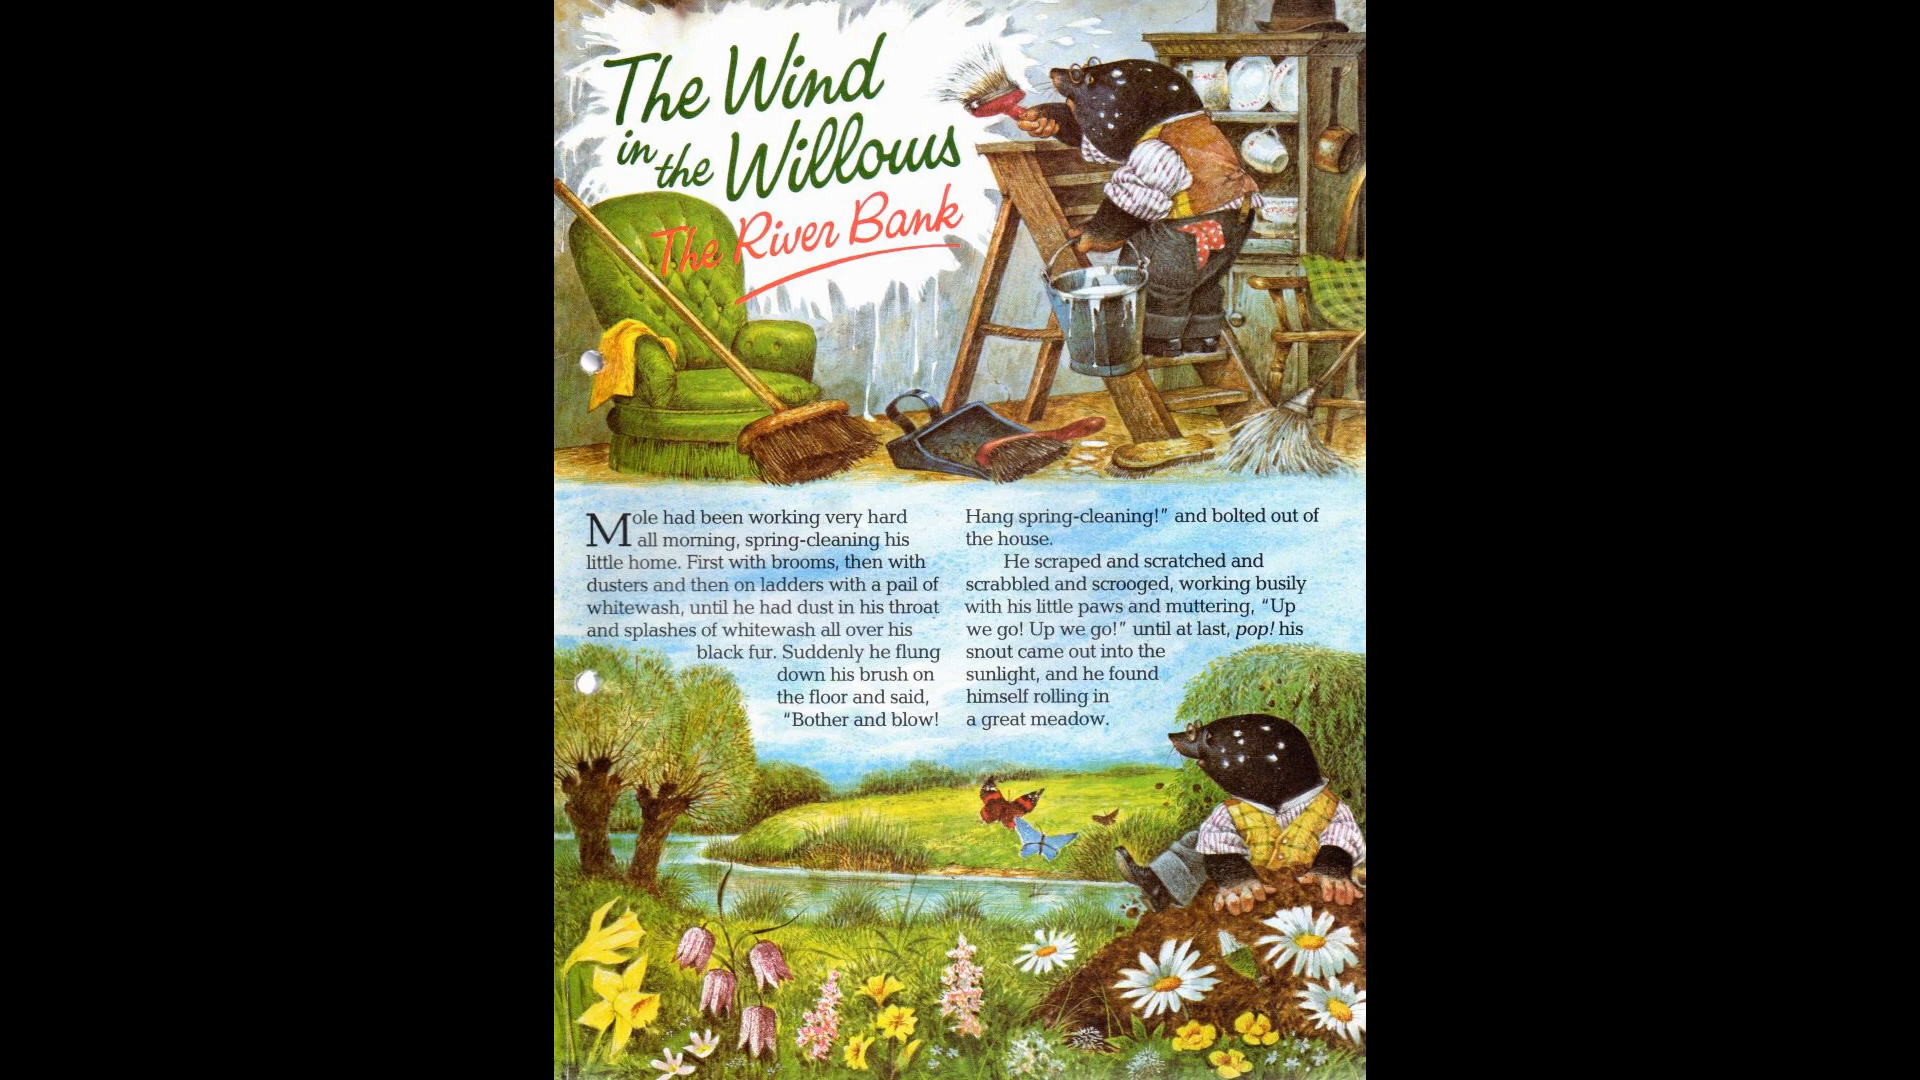 The Wind
in the Willows
The River Bank
Mole had been working very hard
all morning, spring-cleaning his
little home. First with brooms, then with
dusters and then on ladders with a pail of
whitewash, until he had dust in his throat
and splashes of whitewash all over his
black fur. Suddenly he flung
down his brush on
the floor and said,
“Bother and blow!
Hang spring-cleaning!” and bolted out of
the house.
He scraped and scratched and
scrabbled and scrooged, working busily
with his little paws and muttering, “Up
we go! Up we go!” until at last, pop! his
snout came out into the
sunlight, and he found
himself rolling in
a great meadow.